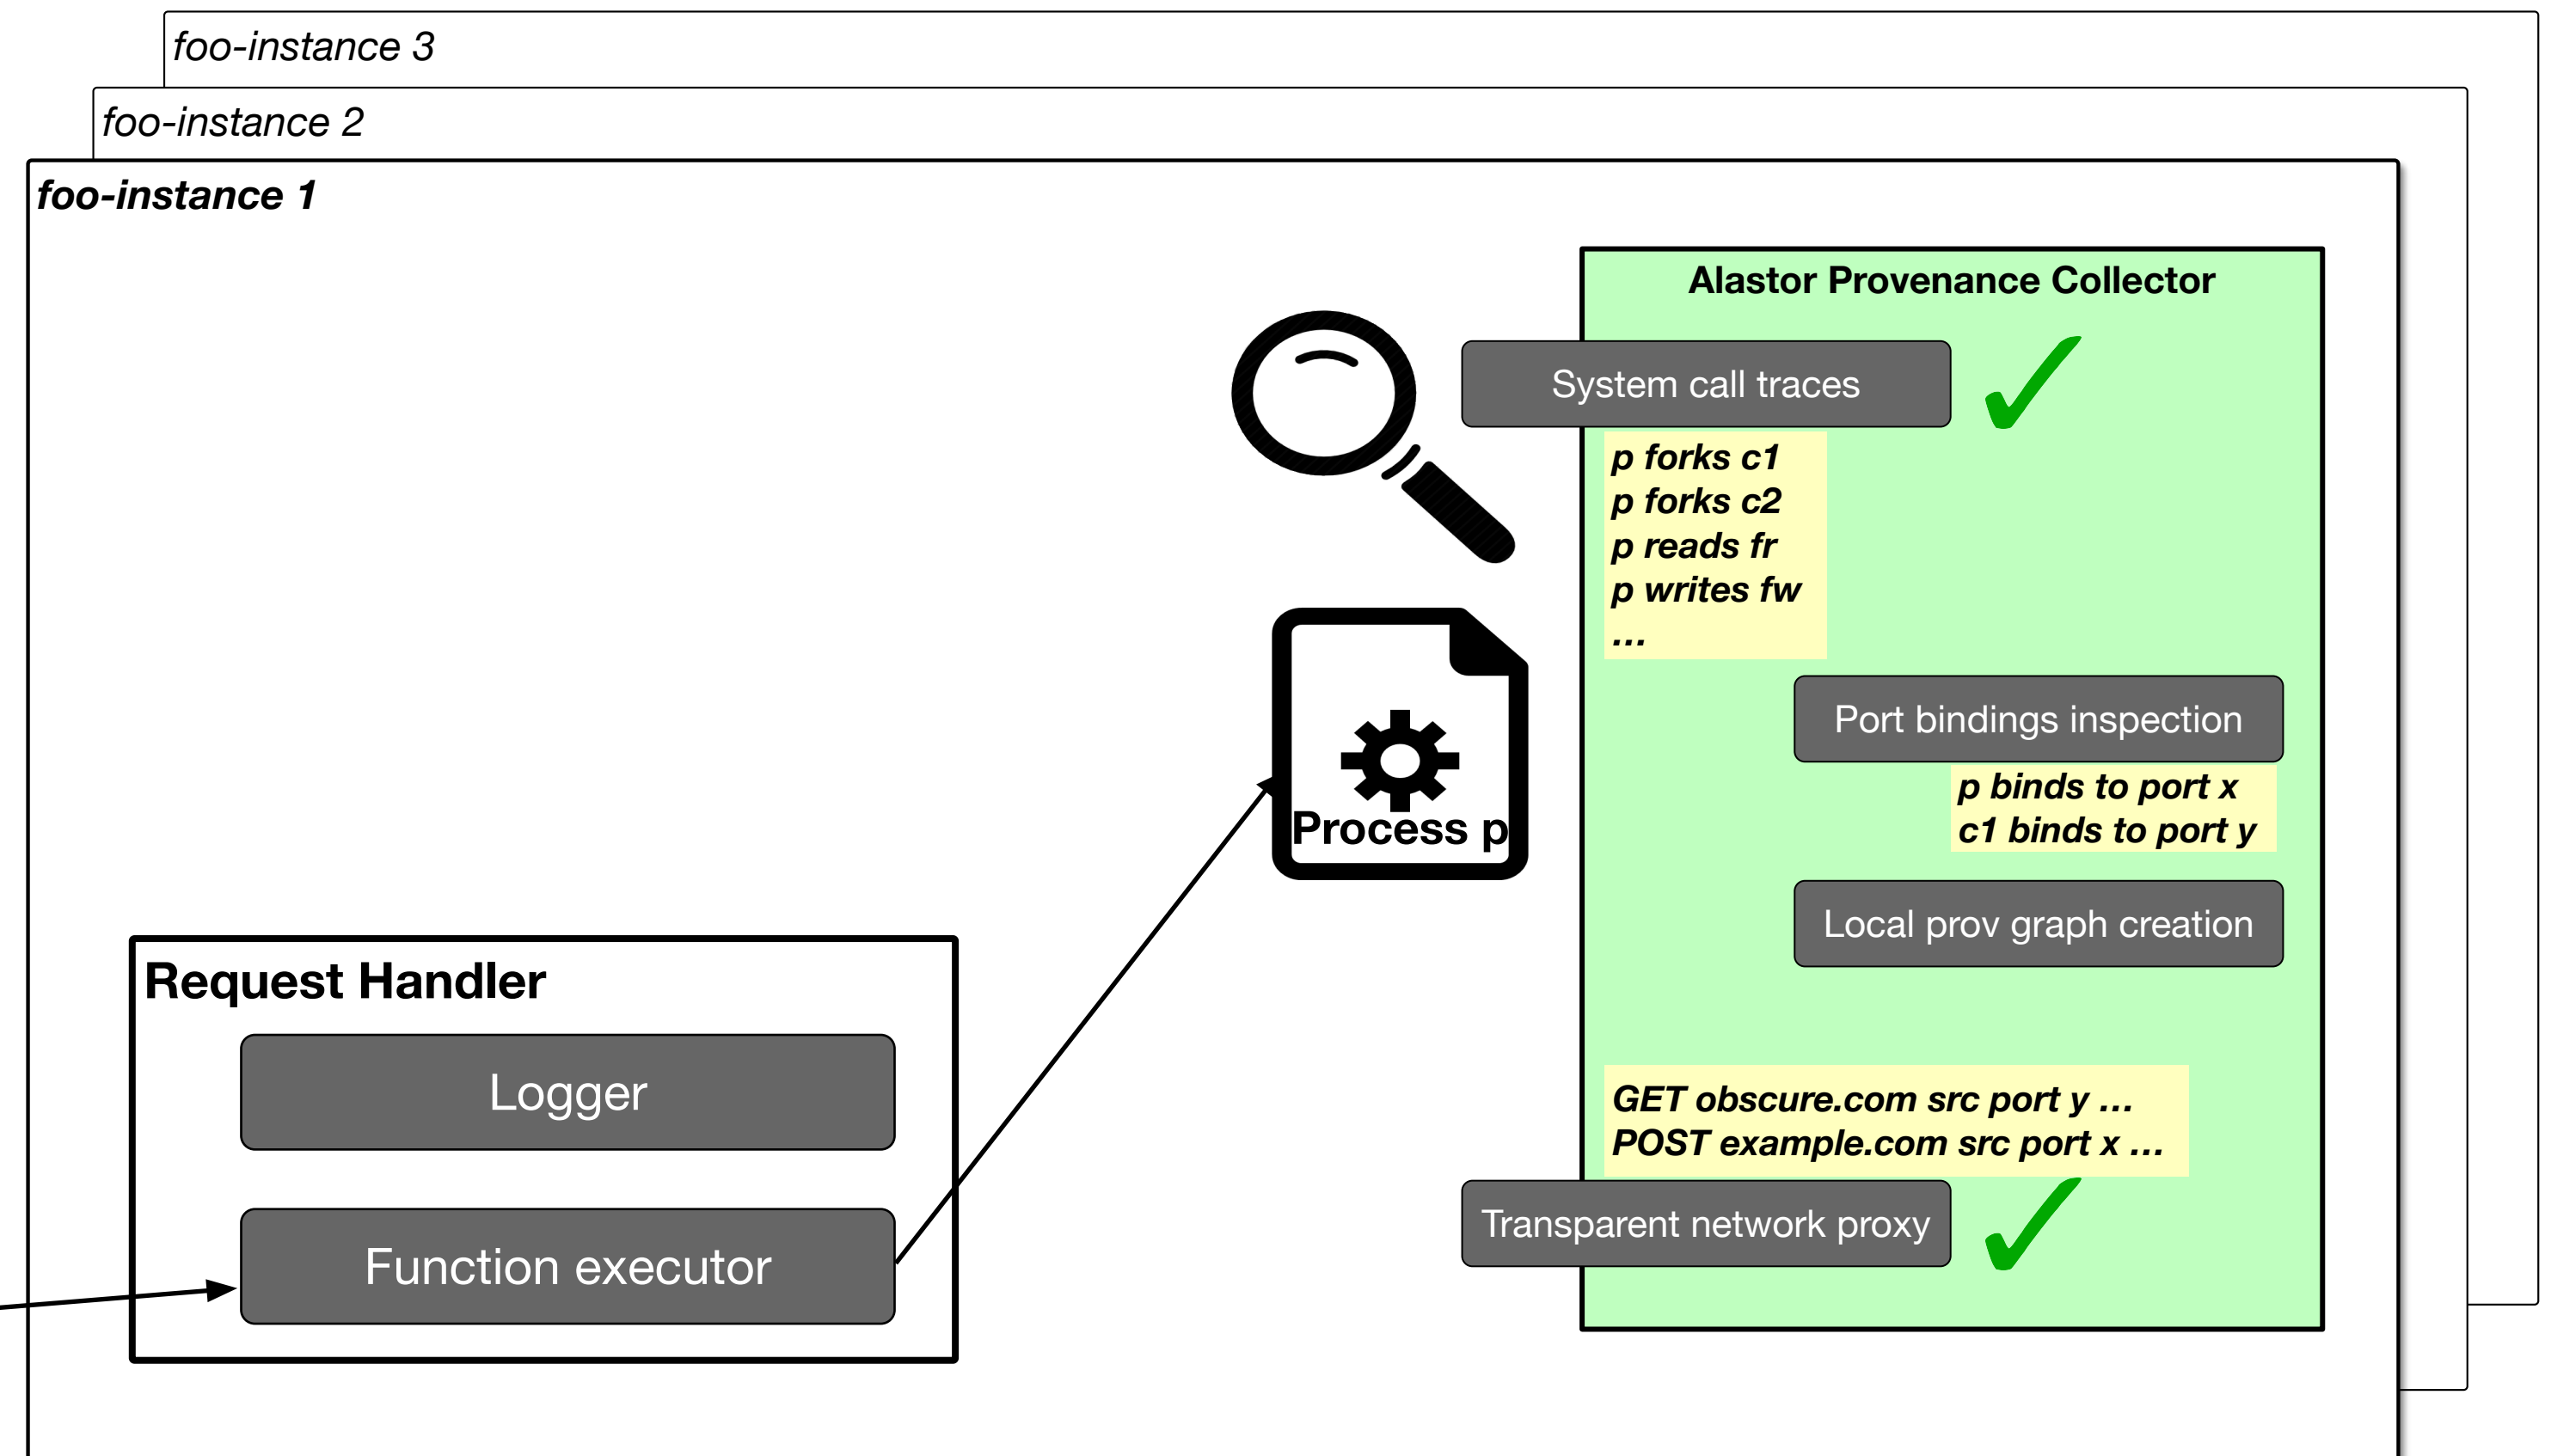 foo-instance 3
foo-instance 2
foo-instance 1
Alastor Provenance Collector
System call traces
p forks c1
p forks c2
p reads fr
p writes fw
...
Port bindings inspection
p binds to port x
c1 binds to port y
Process p
Local prov graph creation
Request Handler
Logger
Function executor
GET obscure.com src port y ...
POST example.com src port x ...
Transparent network proxy